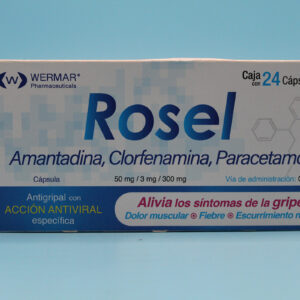 WERMAR®
Pharmaceuticals
Caja
con 24 Cáps
Rosel
Amantadina, Clorfenamina, Paracetamo
Cápsula
50 mg / 3 mg / 300 mg
Vía de administración:
Antigripal con
ACCIÓN ANTIVIRAL
específica
Alivia los síntomas de la gripe
Dolor muscular • Fiebre • Escurrimiento n